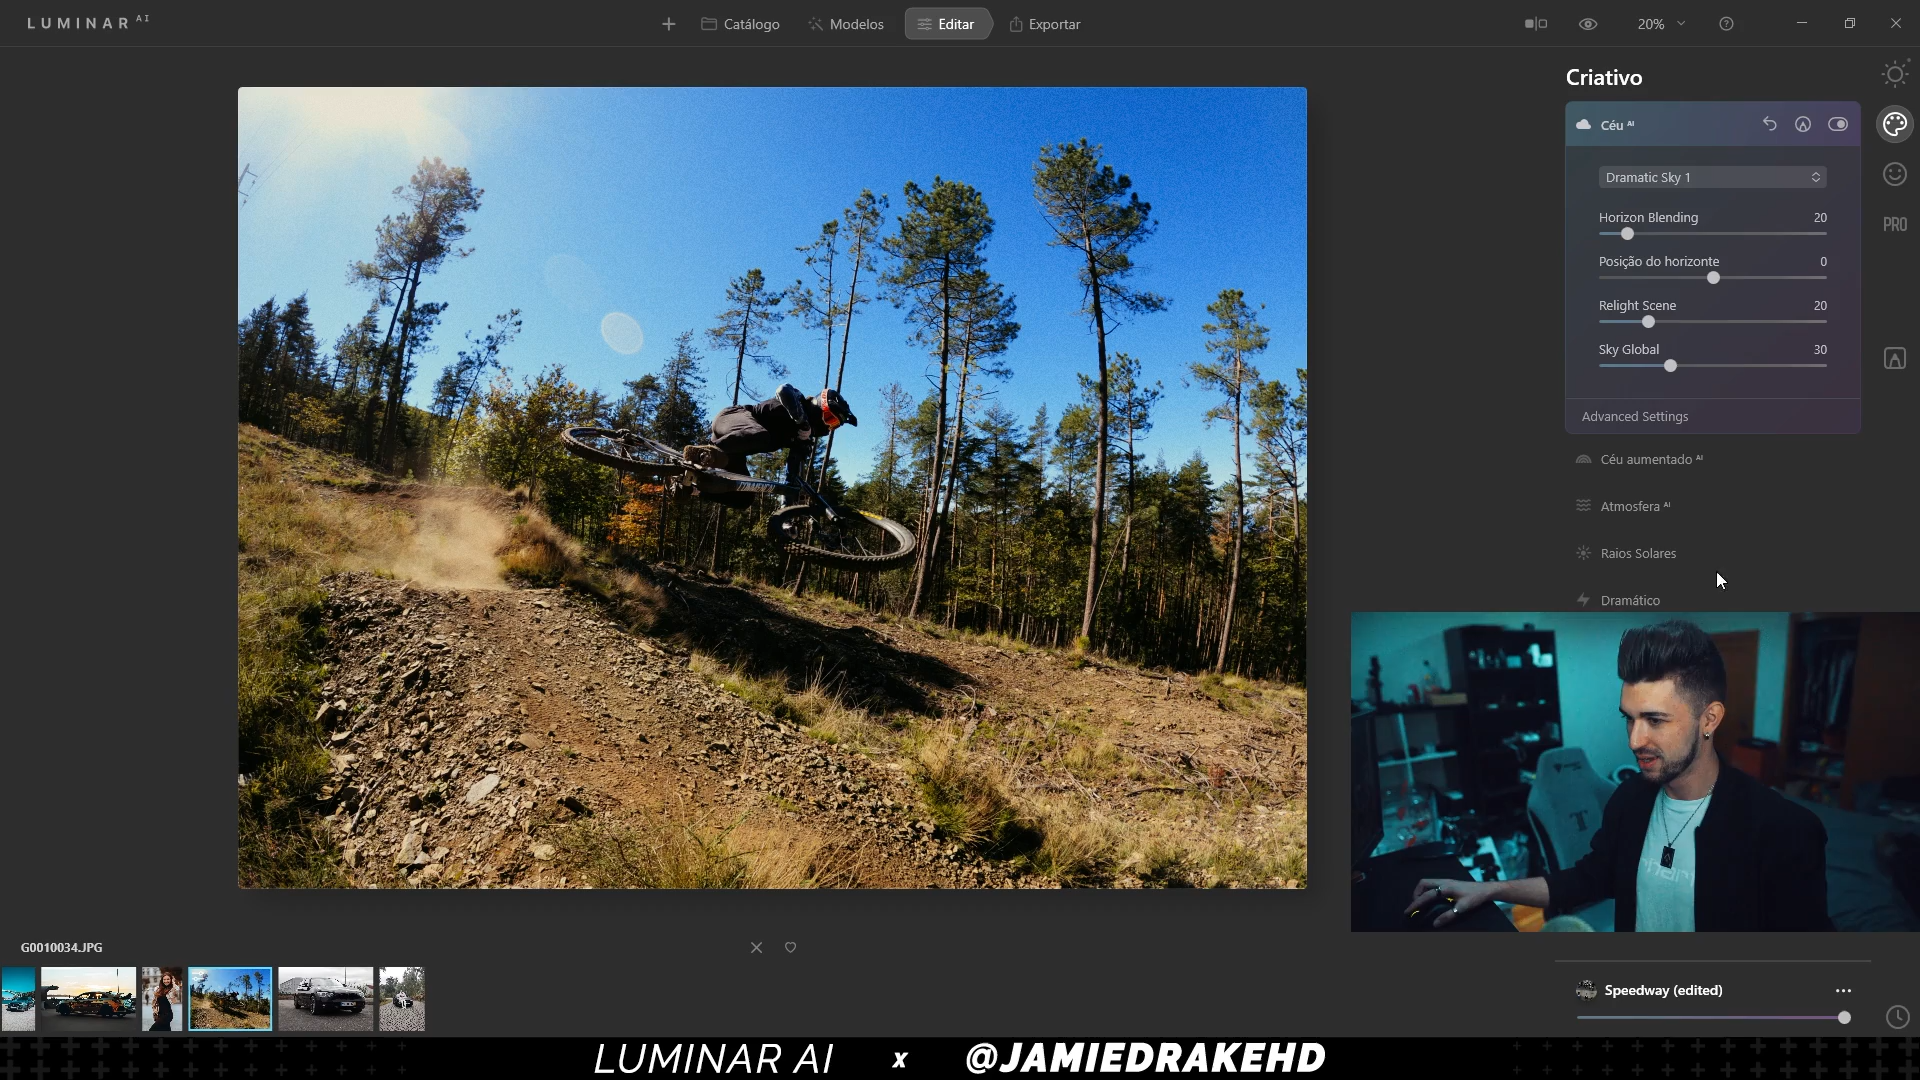 LUMINAR AI
Catálogo
Modelos
Editar
Exportar
20%
Criativo
Céu AI
Dramatic Sky 1
Horizon Blending 20
Posição do horizonte 0
Relight Scene 20
Sky Global 30
Advanced Settings
Céu aumentado AI
Atmosfera AI
Raios Solares
Dramático
PRO
G0010034.JPG
Speedway (edited)
LUMINAR AI x @JAMIEDRAKEHD